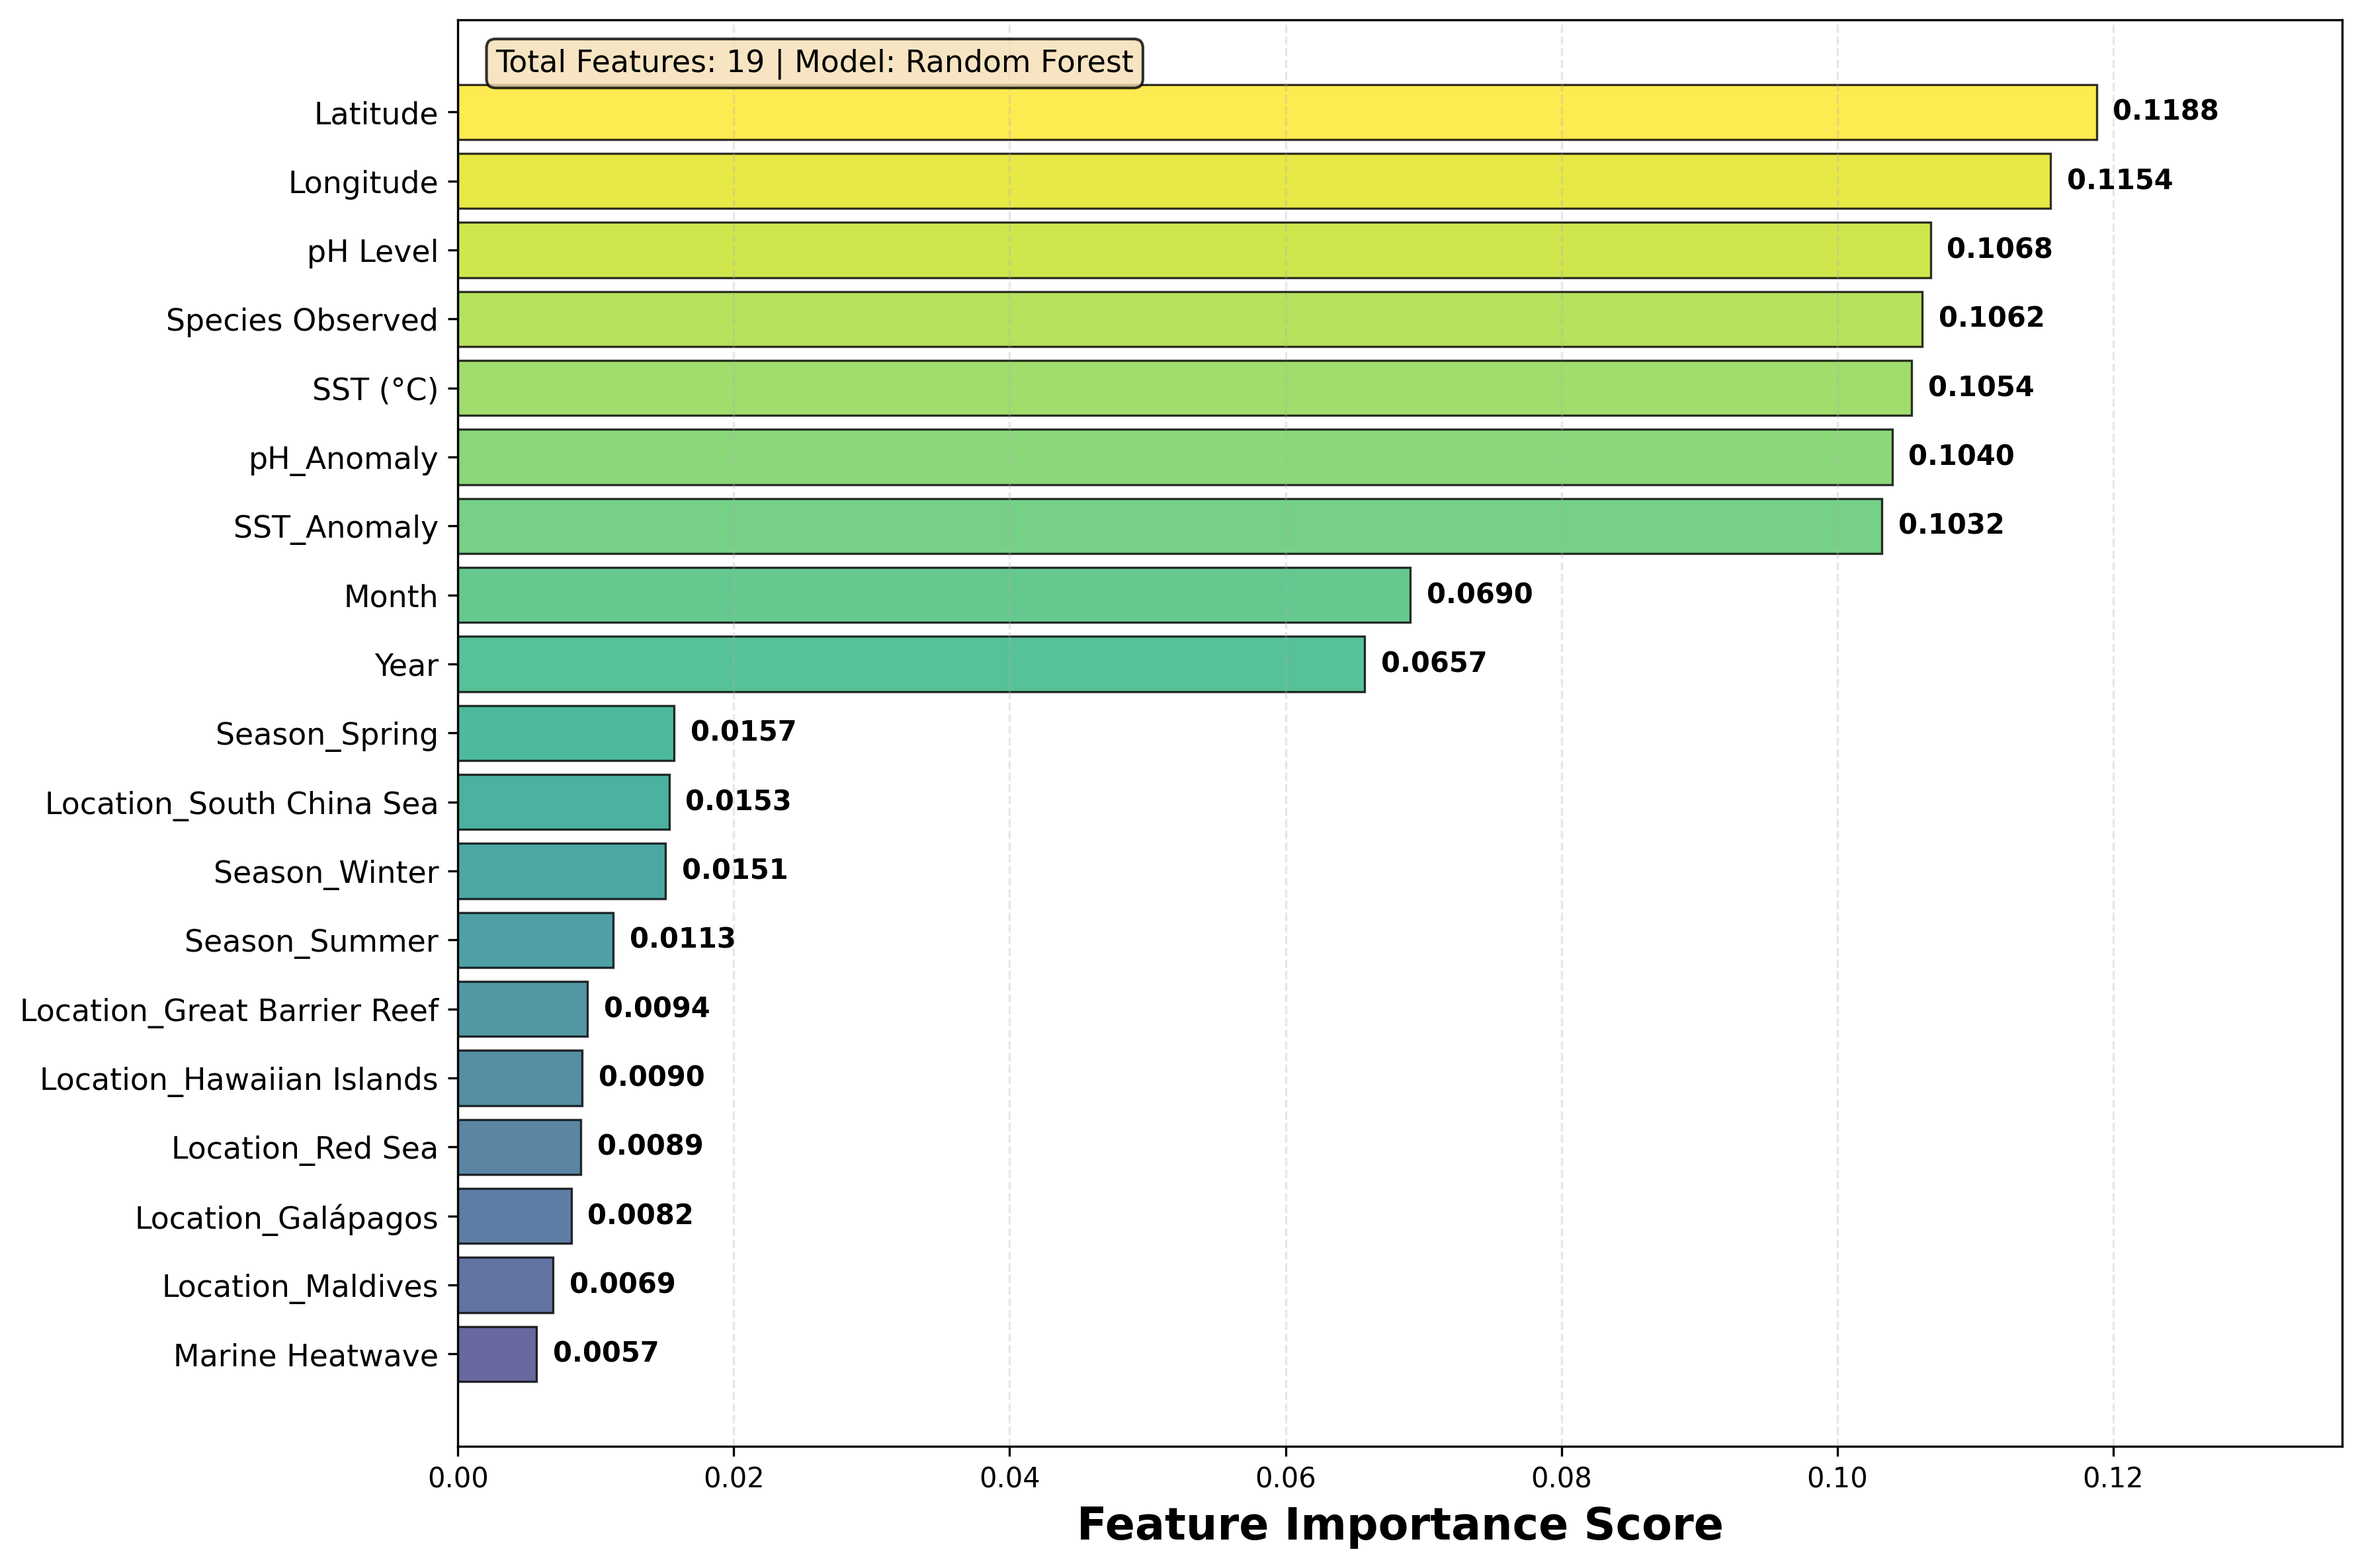 Total Features: 19 | Model: Random Forest
Latitude 0.1188
Longitude 0.1154
pH Level 0.1068
Species Observed 0.1062
SST (°C) 0.1054
pH_Anomaly 0.1040
SST_Anomaly 0.1032
Month 0.0690
Year 0.0657
Season_Spring 0.0157
Location_South China Sea 0.0153
Season_Winter 0.0151
Season_Summer 0.0113
Location_Great Barrier Reef 0.0094
Location_Hawaiian Islands 0.0090
Location_Red Sea 0.0089
Location_Galápagos 0.0082
Location_Maldives 0.0069
Marine Heatwave 0.0057
0.00 0.02 0.04 0.06 0.08 0.10 0.12
Feature Importance Score